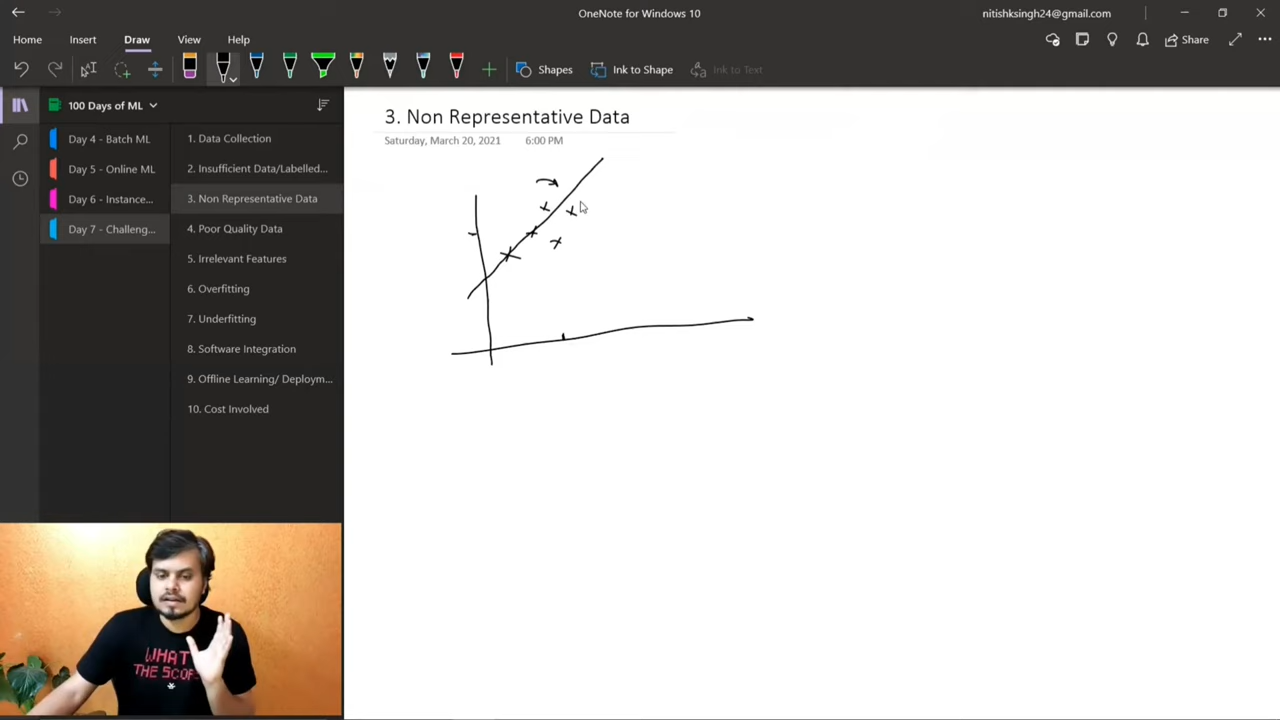 OneNote for Windows 10
nitishksingh24@gmail.com
Home
Insert
Draw
View
Help
Shapes
Ink to Shape
Ink to Text
Share
100 Days of ML
Day 4 - Batch ML
Day 5 - Online ML
Day 6 - Instance...
Day 7 - Challeng...
1. Data Collection
2. Insufficient Data/Labelled...
3. Non Representative Data
4. Poor Quality Data
5. Irrelevant Features
6. Overfitting
7. Underfitting
8. Software Integration
9. Offline Learning/ Deploym...
10. Cost Involved
3. Non Representative Data
Saturday, March 20, 2021 6:00 PM
WHAT
THE SCOF